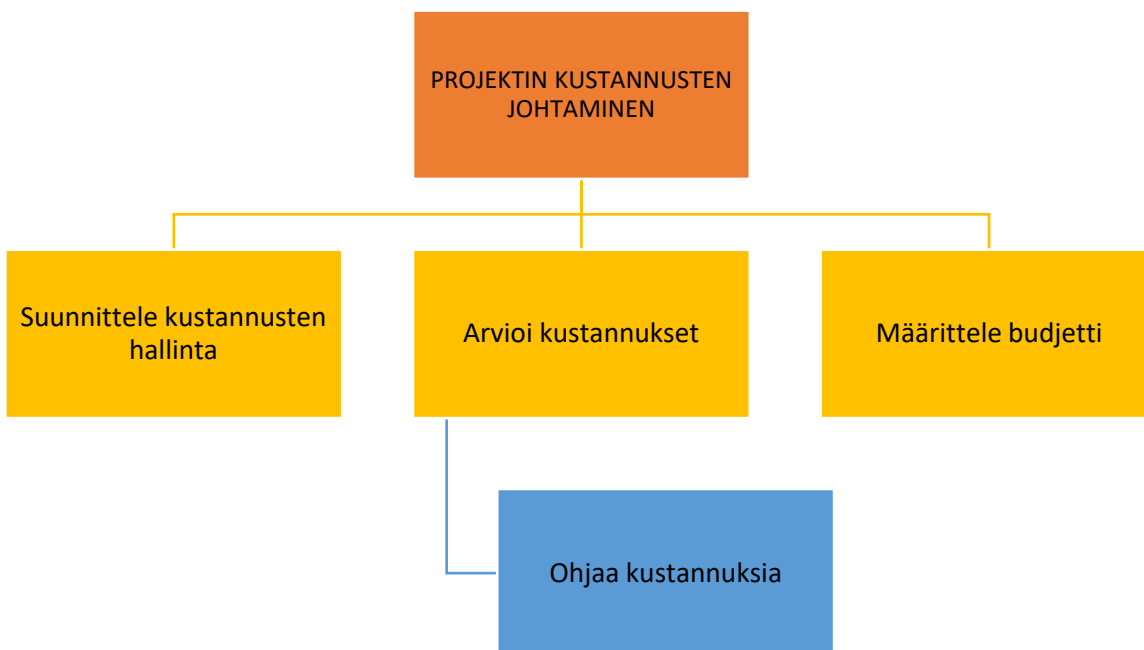 PROJEKTIN KUSTANNUSTEN
JOHTAMINEN
Suunnittele kustannusten
hallinta
Arvioi kustannukset
Määrittele budjetti
Ohjaa kustannuksia